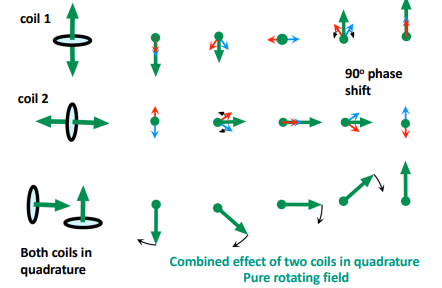 coil 1
90º phase
shift
coil 2
Both coils in
quadrature
Combined effect of two coils in quadrature
Pure rotating field